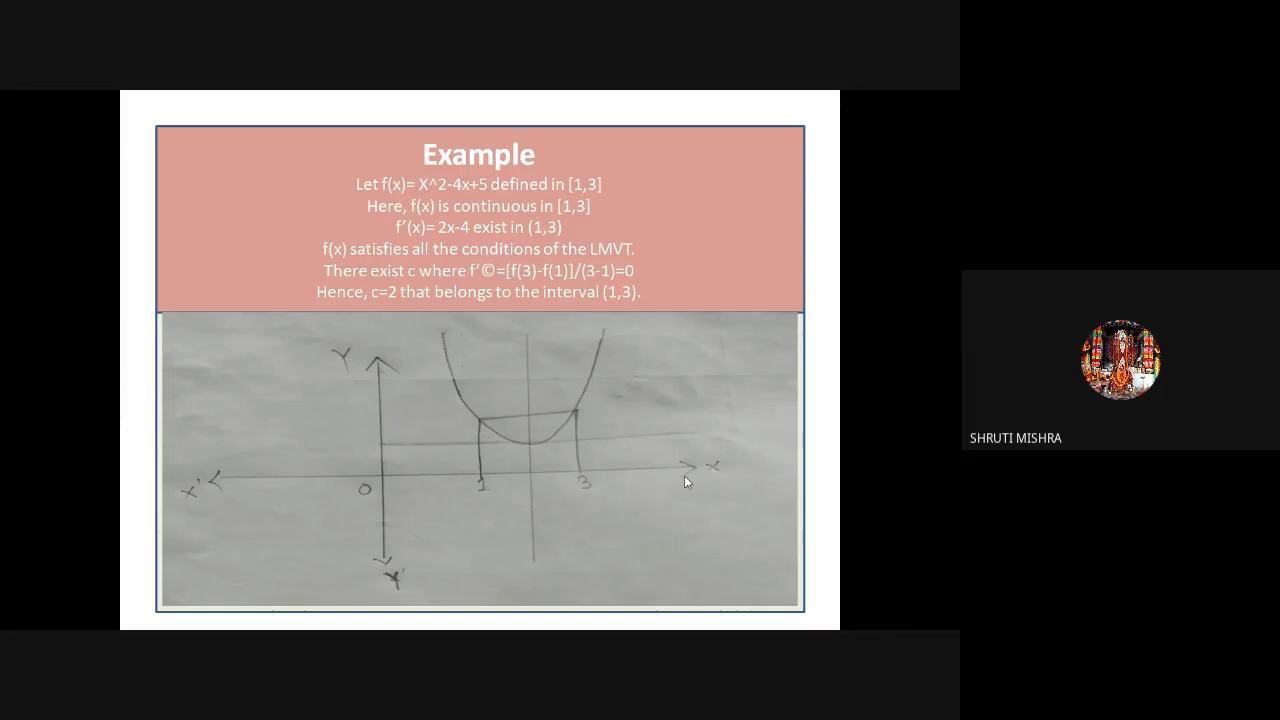 Example
Let f(x)= X^2-4x+5 defined in [1,3]
Here, f(x) is continuous in [1,3]
f’(x)= 2x-4 exist in (1,3)
f(x) satisfies all the conditions of the LMVT.
There exist c where f’©=[f(3)-f(1)]/(3-1)=0
Hence, c=2 that belongs to the interval (1,3).
Y
X'
O
1
3
X
Y'
SHRUTI MISHRA